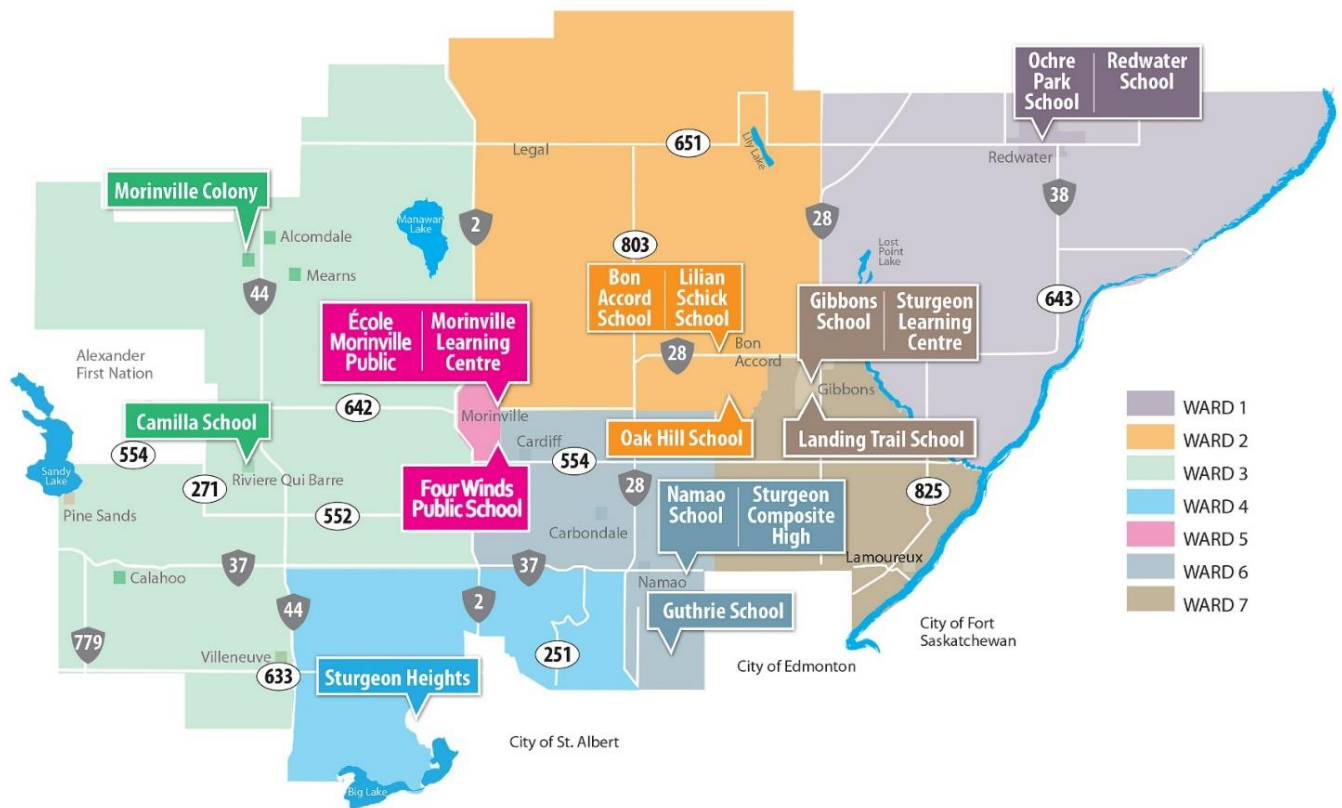 Ochre
Park
School
Redwater
School
651
Legal
Lily Lake
Redwater
Morinville Colony
38
2
28
Manawan
Lake
Alcomdale
803
Lost
Point
Lake
Mearns
44
Bon
Accord
School
Lilian
Schick
School
Gibbons
School
Sturgeon
Learning
Centre
643
École
Morinville
Public
Morinville
Learning
Centre
28
Bon
Accord
Alexander
First Nation
Gibbons
WARD 1
WARD 2
WARD 3
WARD 4
WARD 5
WARD 6
WARD 7
642
Morinville
Camilla School
Cardiff
Oak Hill School
Landing Trail School
554
554
Sandy
Lake
271
Riviere Qui Barre
Four Winds
Public School
28
Namao
School
Sturgeon
Composite
High
825
Pine Sands
552
Carbondale
Lamoureux
37
37
Namao
Calahoo
44
2
Guthrie School
City of Fort
Saskatchewan
779
Villeneuve
633
Sturgeon Heights
251
City of Edmonton
City of St. Albert
Big Lake